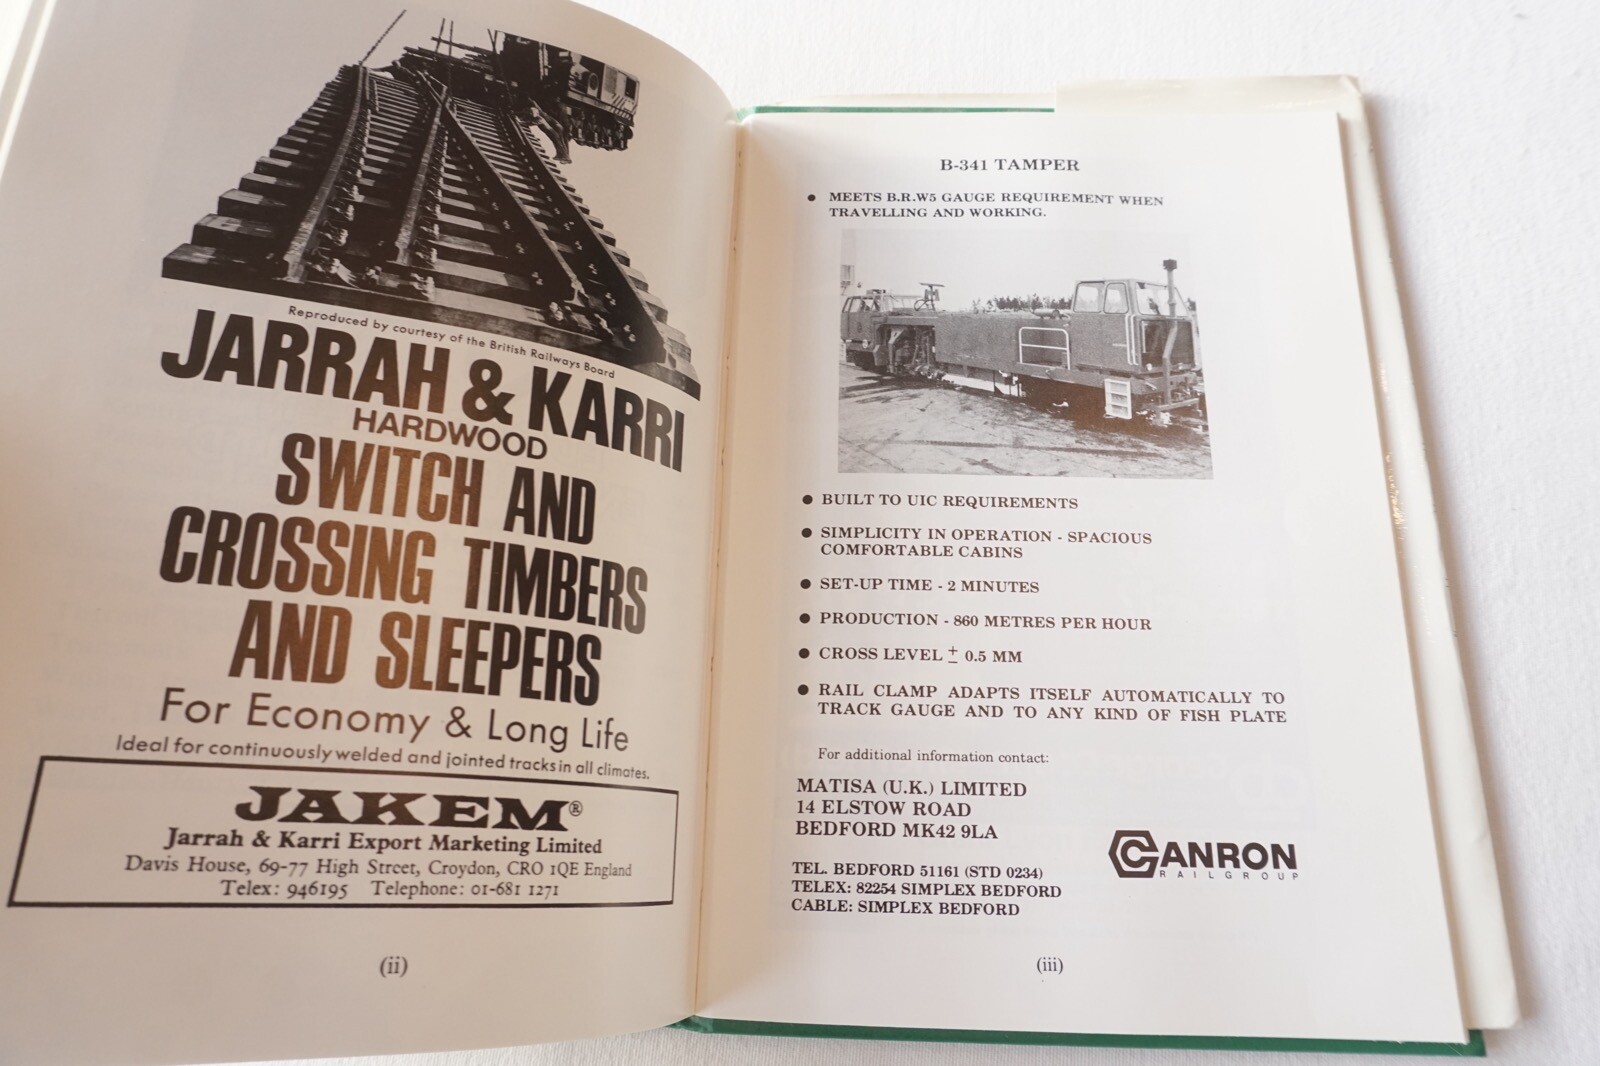 Reproduced by courtesy of the British Railways Board
JARRAH & KARRI
HARDWOOD
SWITCH AND
CROSSING TIMBERS
AND SLEEPERS
For Economy & Long Life
Ideal for continuously welded and jointed tracks in all climates.
JAKEM®
Jarrah & Karri Export Marketing Limited
Davis House, 69-77 High Street, Croydon, CRO 1QE England
Telex: 946195 Telephone: 01-681 1271
(ii)
B-341 TAMPER
● MEETS B.R.W5 GAUGE REQUIREMENT WHEN
TRAVELLING AND WORKING.
● BUILT TO UIC REQUIREMENTS
● SIMPLICITY IN OPERATION - SPACIOUS
COMFORTABLE CABINS
● SET-UP TIME - 2 MINUTES
● PRODUCTION - 860 METRES PER HOUR
● CROSS LEVEL ± 0.5 MM
● RAIL CLAMP ADAPTS ITSELF AUTOMATICALLY TO
TRACK GAUGE AND TO ANY KIND OF FISH PLATE
For additional information contact:
MATISA (U.K.) LIMITED
14 ELSTOW ROAD
BEDFORD MK42 9LA
CANRON
RAILGROUP
TEL. BEDFORD 51161 (STD 0234)
TELEX: 82254 SIMPLEX BEDFORD
CABLE: SIMPLEX BEDFORD
(iii)